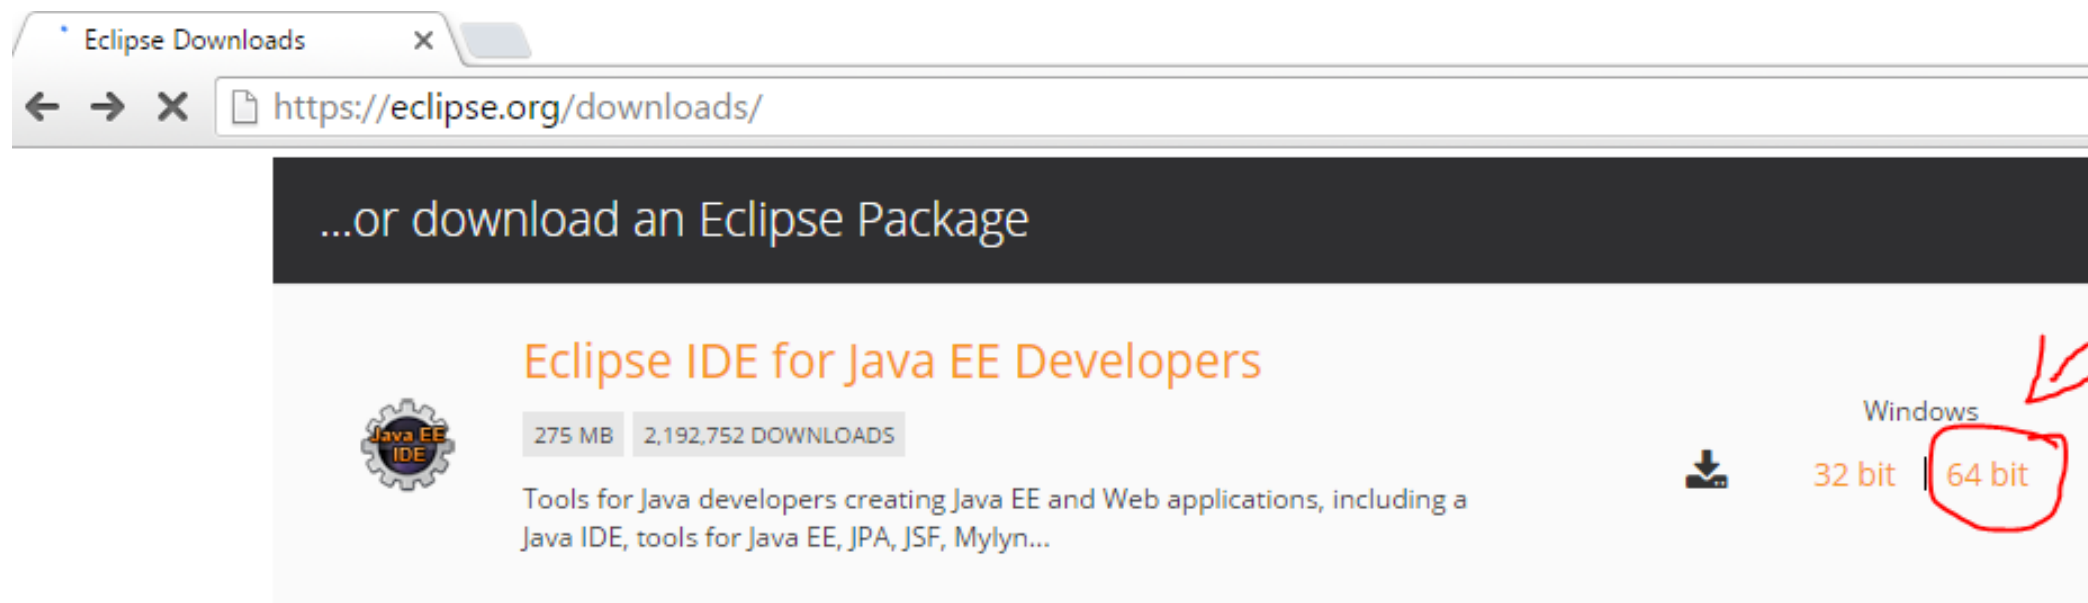 Eclipse Downloads
https://eclipse.org/downloads/
...or download an Eclipse Package
Eclipse IDE for Java EE Developers
Java EE
IDE
275 MB 2,192,752 DOWNLOADS
Tools for Java developers creating Java EE and Web applications, including a
Java IDE, tools for Java EE, JPA, JSF, Mylyn...
Windows
32 bit | 64 bit